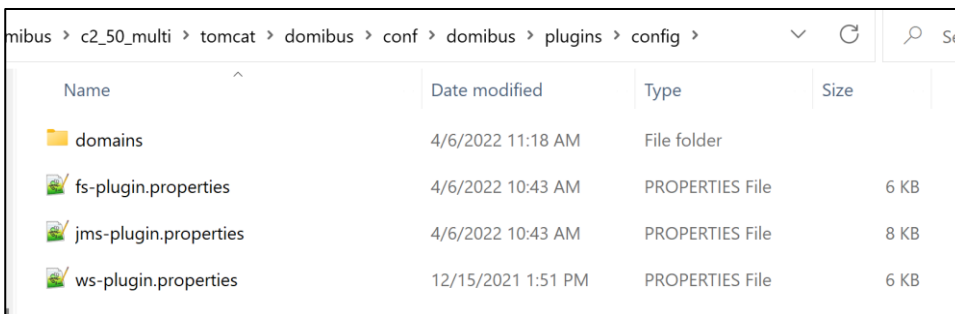 mibus > c2_50_multi > tomcat > domibus > conf > domibus > plugins > config > Se
Name Date modified Type Size
domains 4/6/2022 11:18 AM File folder
fs-plugin.properties 4/6/2022 10:43 AM PROPERTIES File 6 KB
jms-plugin.properties 4/6/2022 10:43 AM PROPERTIES File 8 KB
ws-plugin.properties 12/15/2021 1:51 PM PROPERTIES File 6 KB